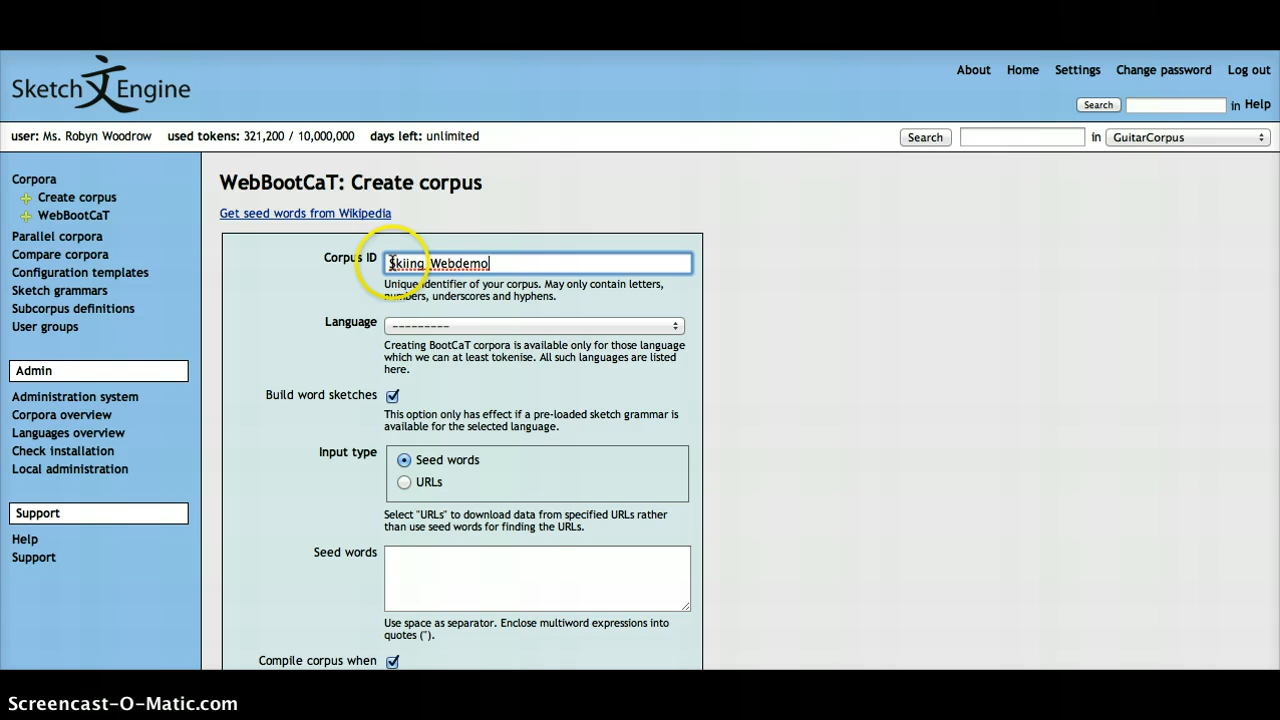 Sketch 文 Engine
About Home Settings Change password Log out
Search in Help
user: Ms. Robyn Woodrow used tokens: 321,200 / 10,000,000 days left: unlimited
Search in GuitarCorpus
Corpora
Create corpus
WebBootCaT
Parallel corpora
Compare corpora
Configuration templates
Sketch grammars
Subcorpus definitions
User groups
Admin
Administration system
Corpora overview
Languages overview
Check installation
Local administration
Support
Help
Support
WebBootCaT: Create corpus
Get seed words from Wikipedia
Corpus ID Skiing_Webdemo
Unique identifier of your corpus. May only contain letters,
numbers, underscores and hyphens.
Language ---------
Creating BootCaT corpora is available only for those language
which we can at least tokenise. All such languages are listed
here.
Build word sketches
This option only has effect if a pre-loaded sketch grammar is
available for the selected language.
Input type Seed words
URLs
Select "URLs" to download data from specified URLs rather
than use seed words for finding the URLs.
Seed words
Use space as separator. Enclose multiword expressions into
quotes (").
Compile corpus when
Screencast-O-Matic.com